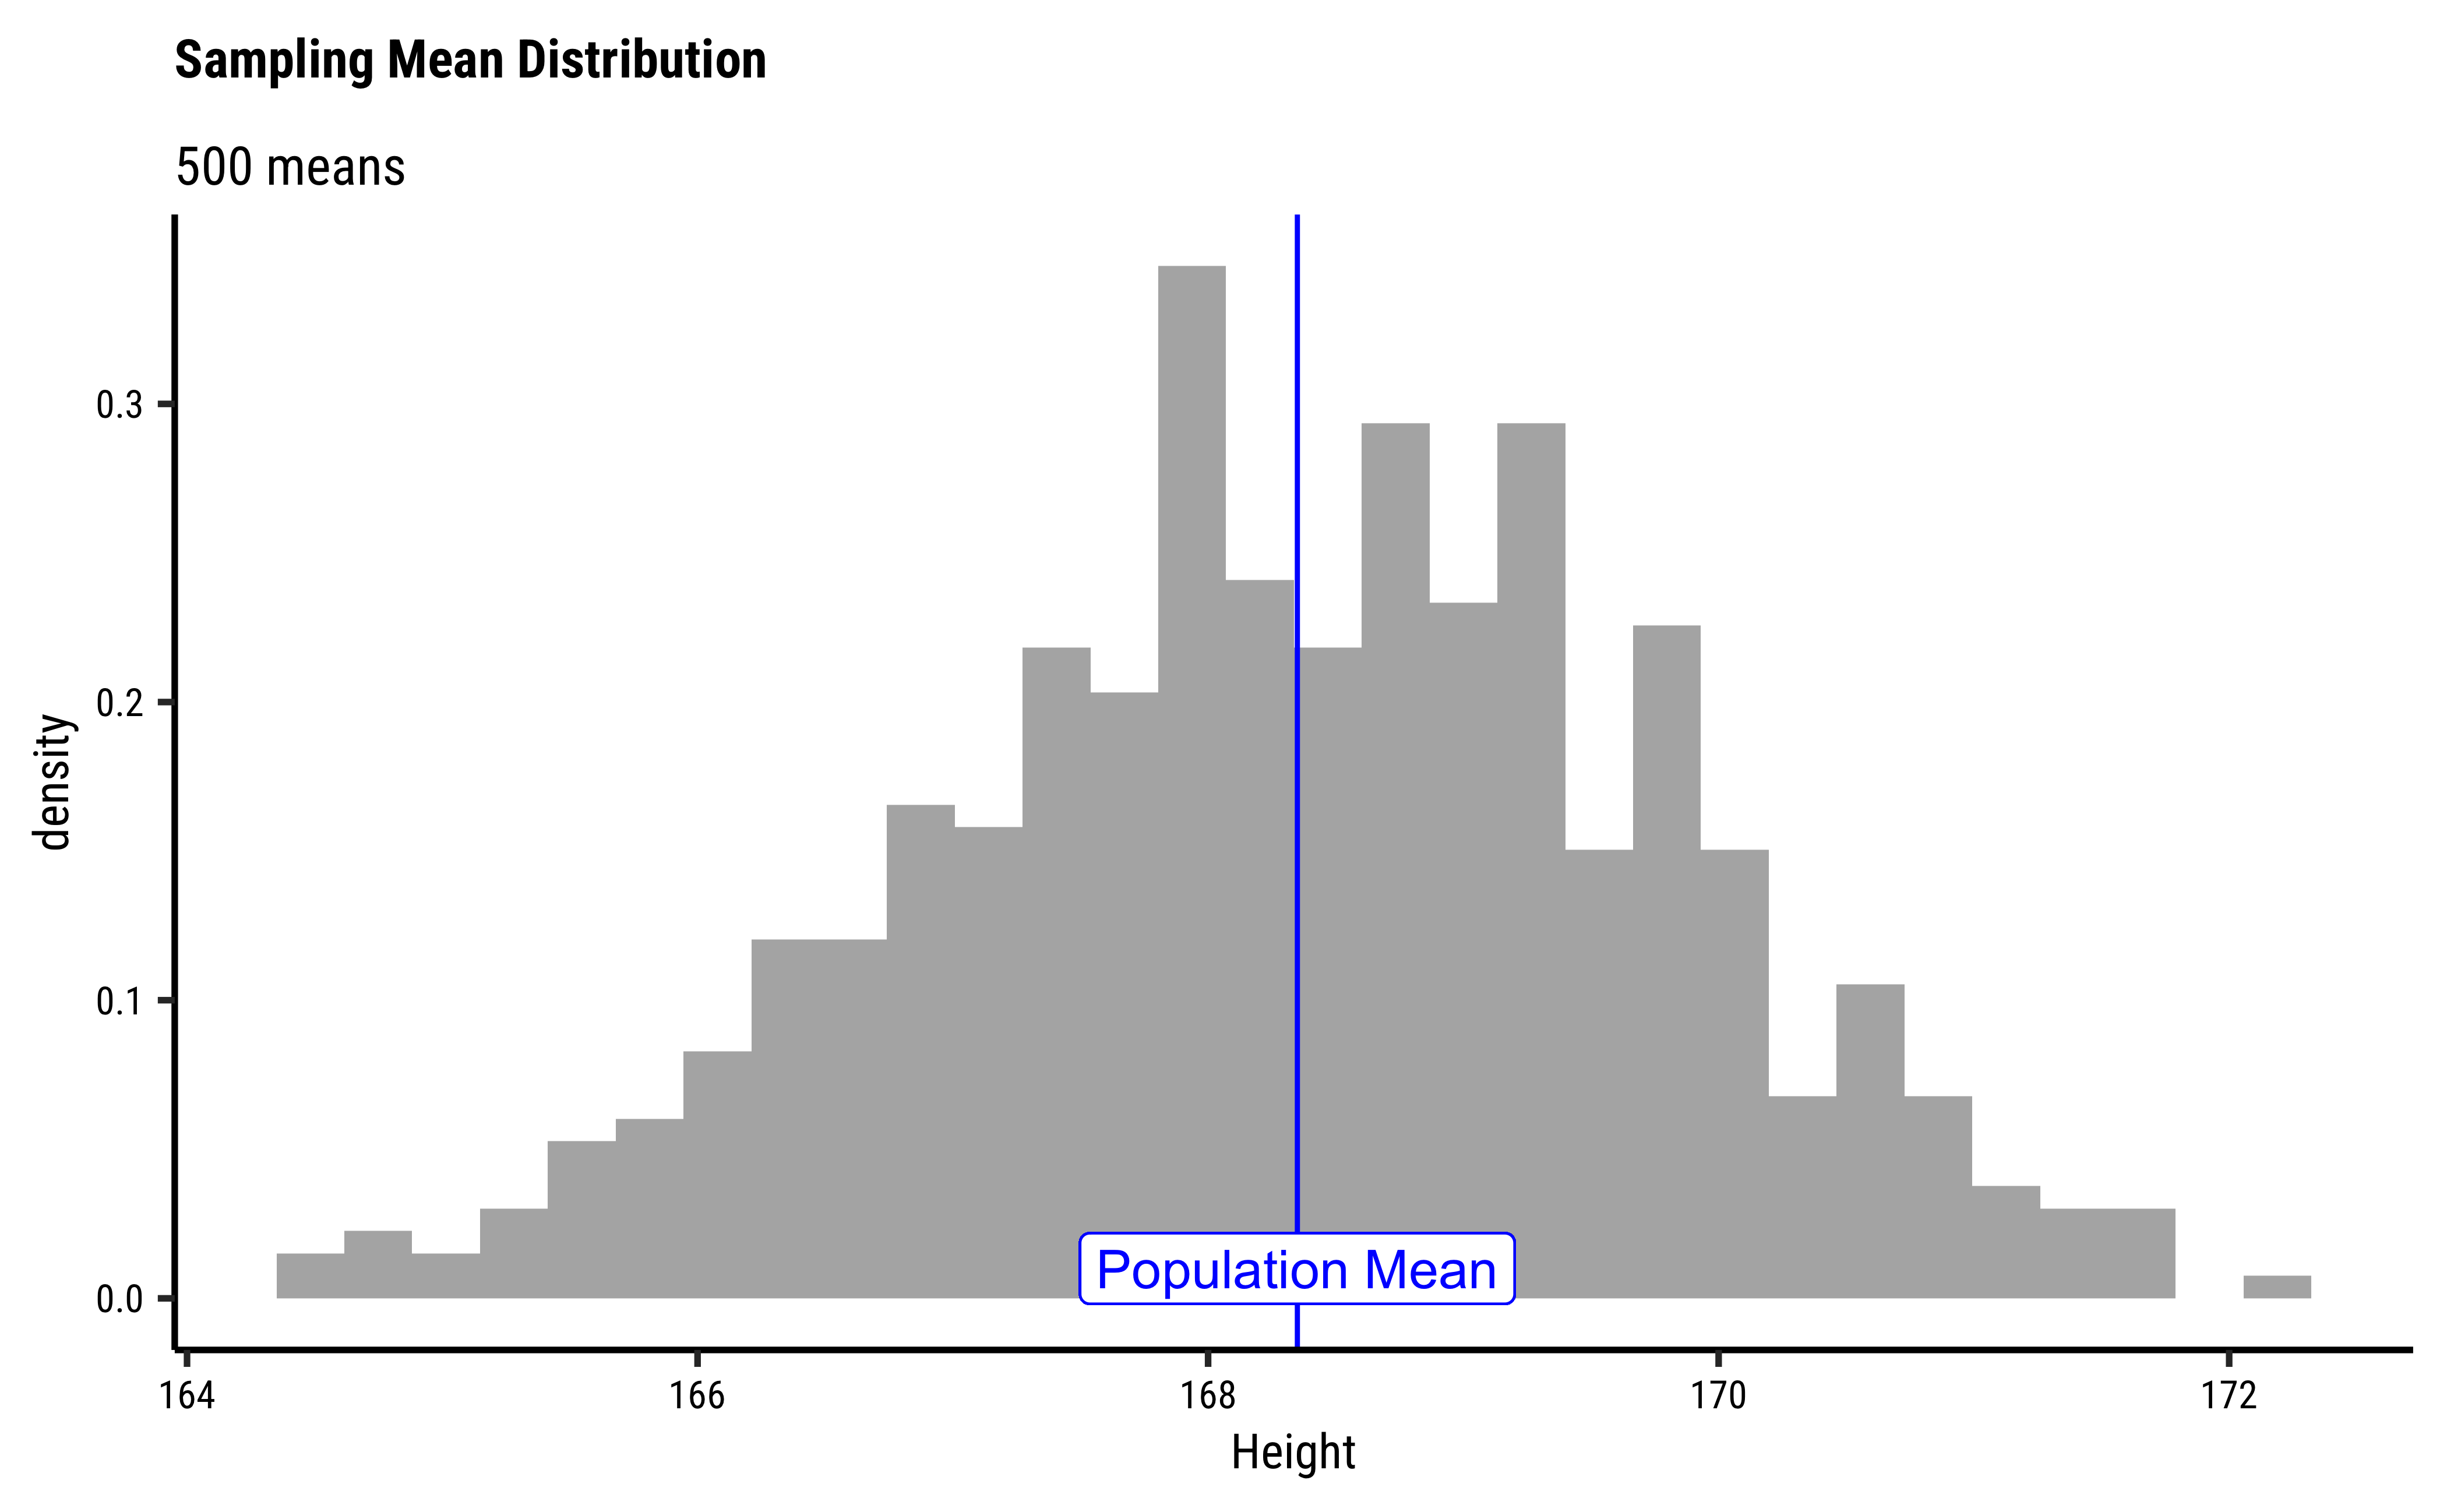 Sampling Mean Distribution
500 means
0.3
0.2
0.1
0.0
density
Population Mean
164 166 168 170 172
Height